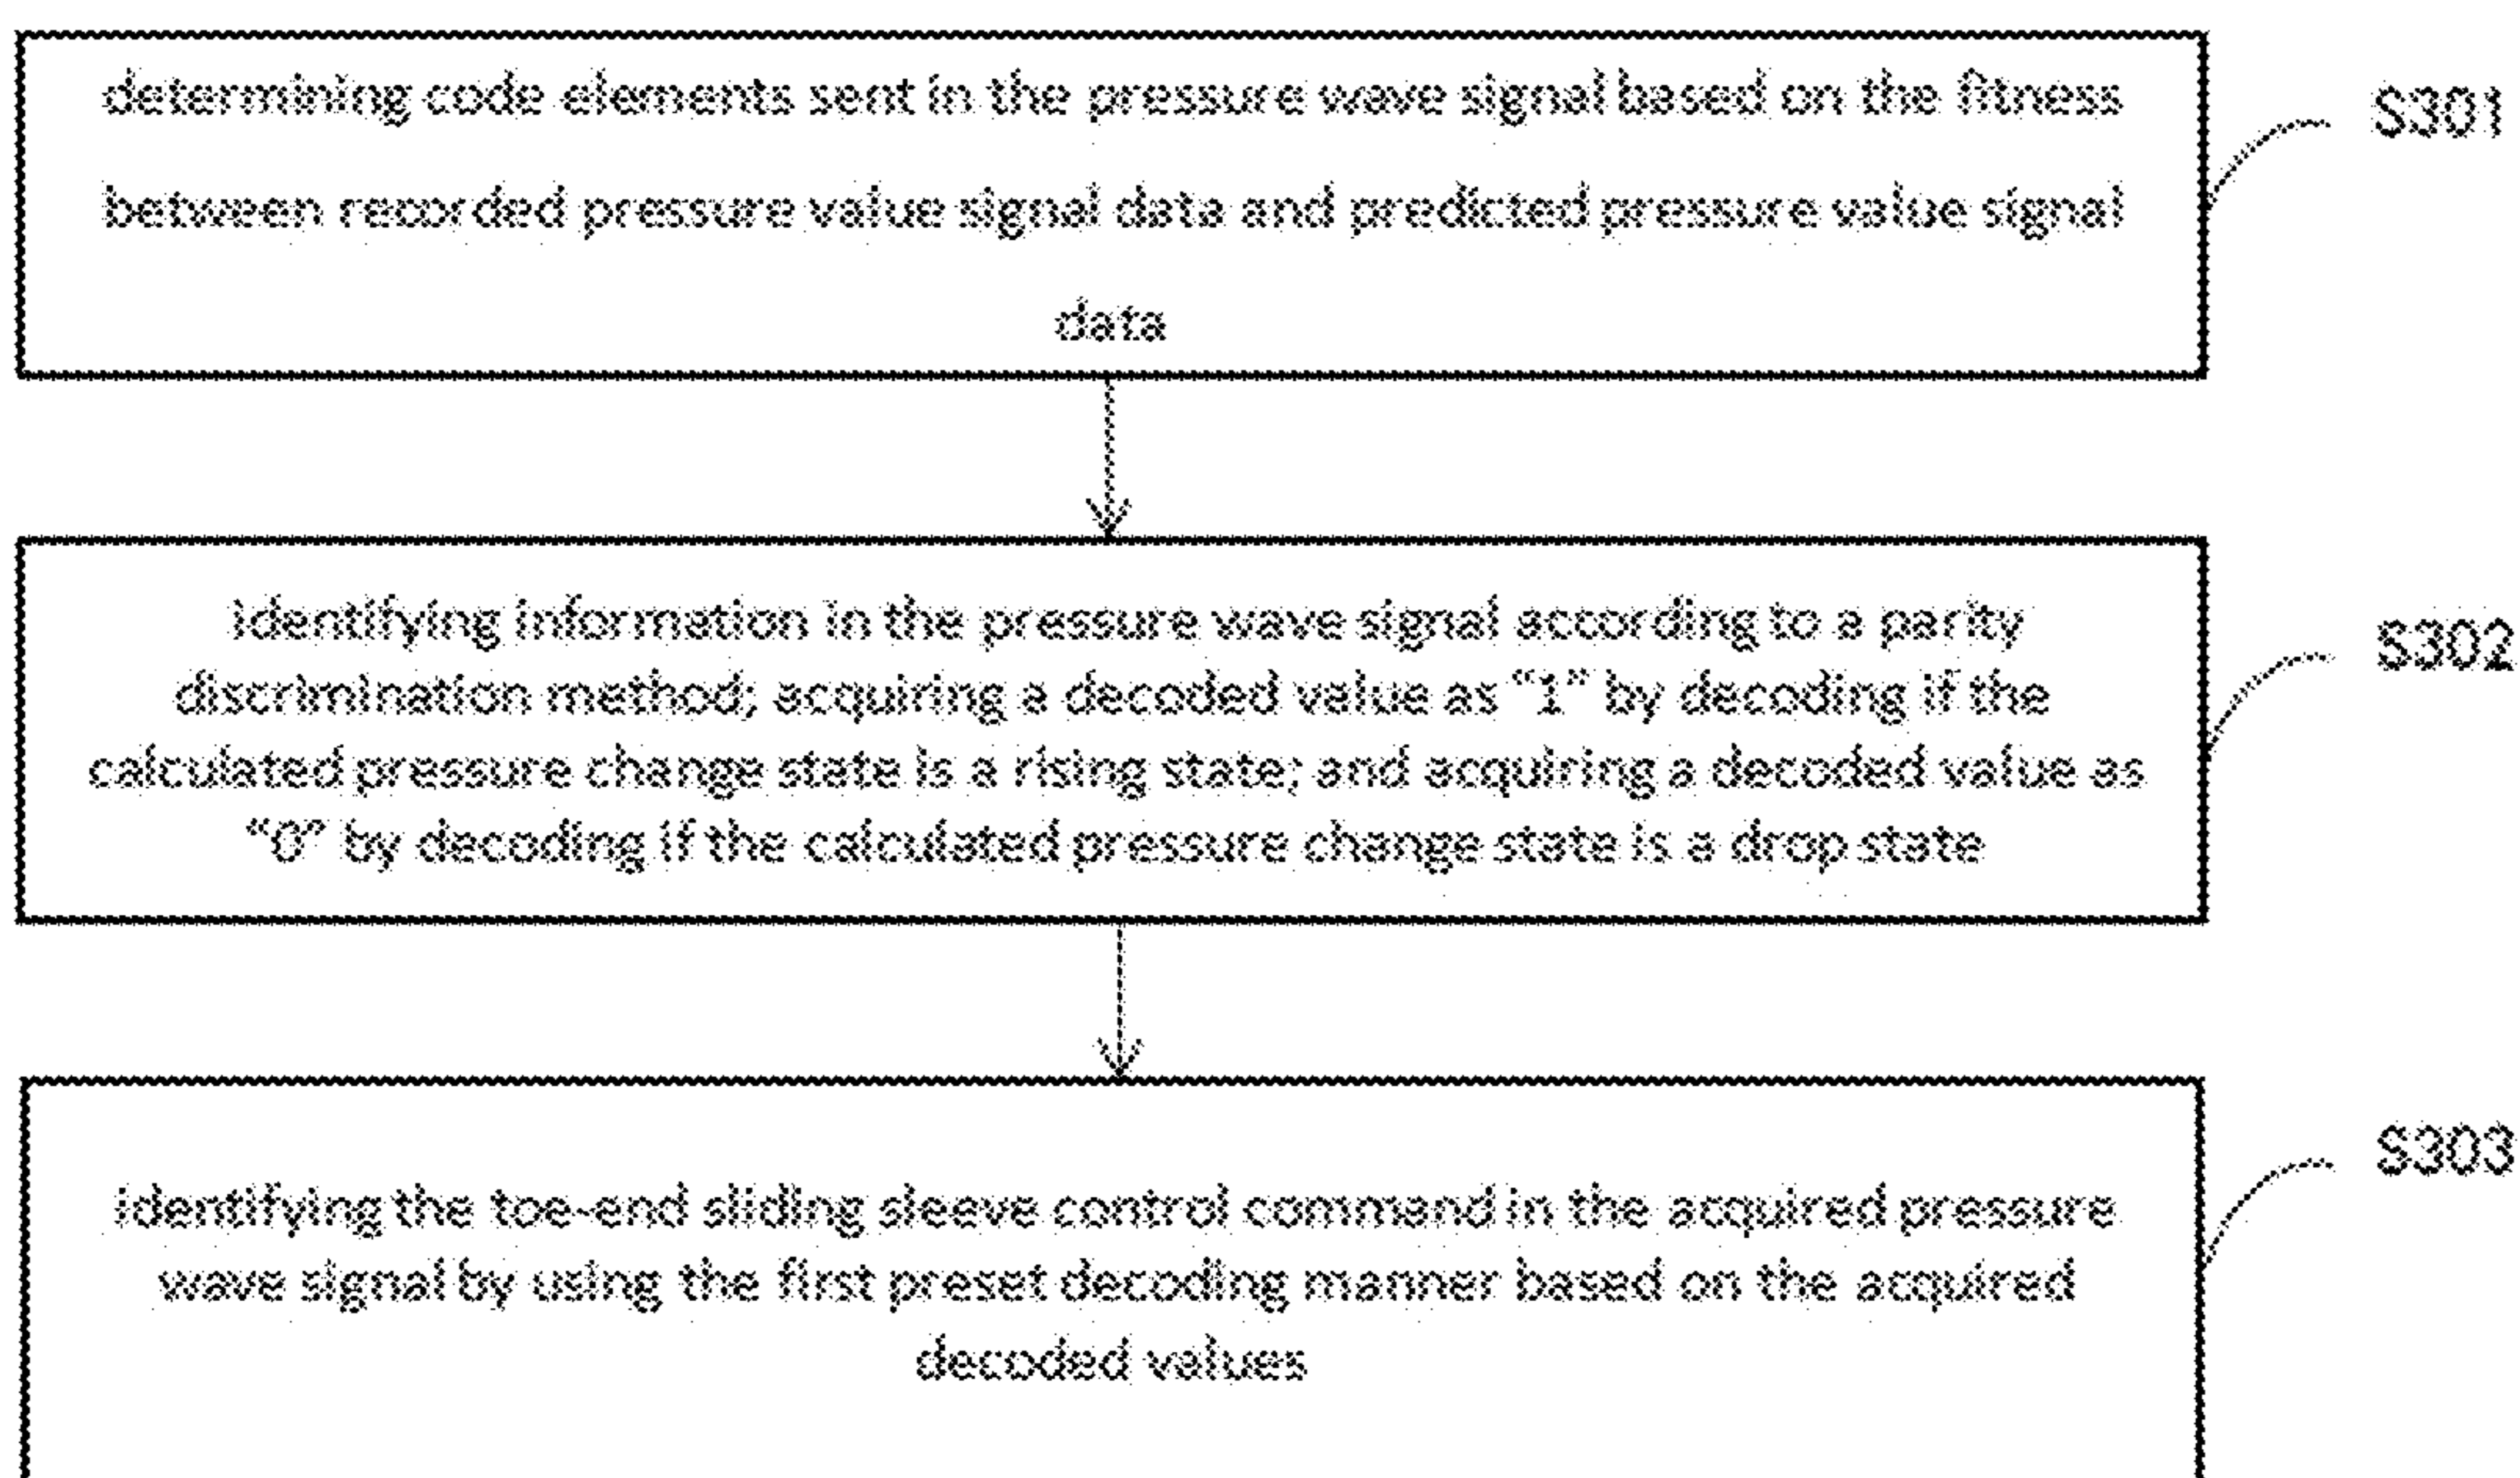 determining code elements sent in the pressure wave signal based on the fitness
S301
between recorded pressure value signal data and predicted pressure value signal
data
identifying information in the pressure wave signal according to a parity
S302
discrimination method; acquiring a decoded value as “1” by decoding if the
calculated pressure change state is a rising state; and acquiring a decoded value as
“0” by decoding if the calculated pressure change state is a drop state
S303
identifying the toe-end sliding sleeve control command in the acquired pressure
wave signal by using the first preset decoding manner based on the acquired
decoded values